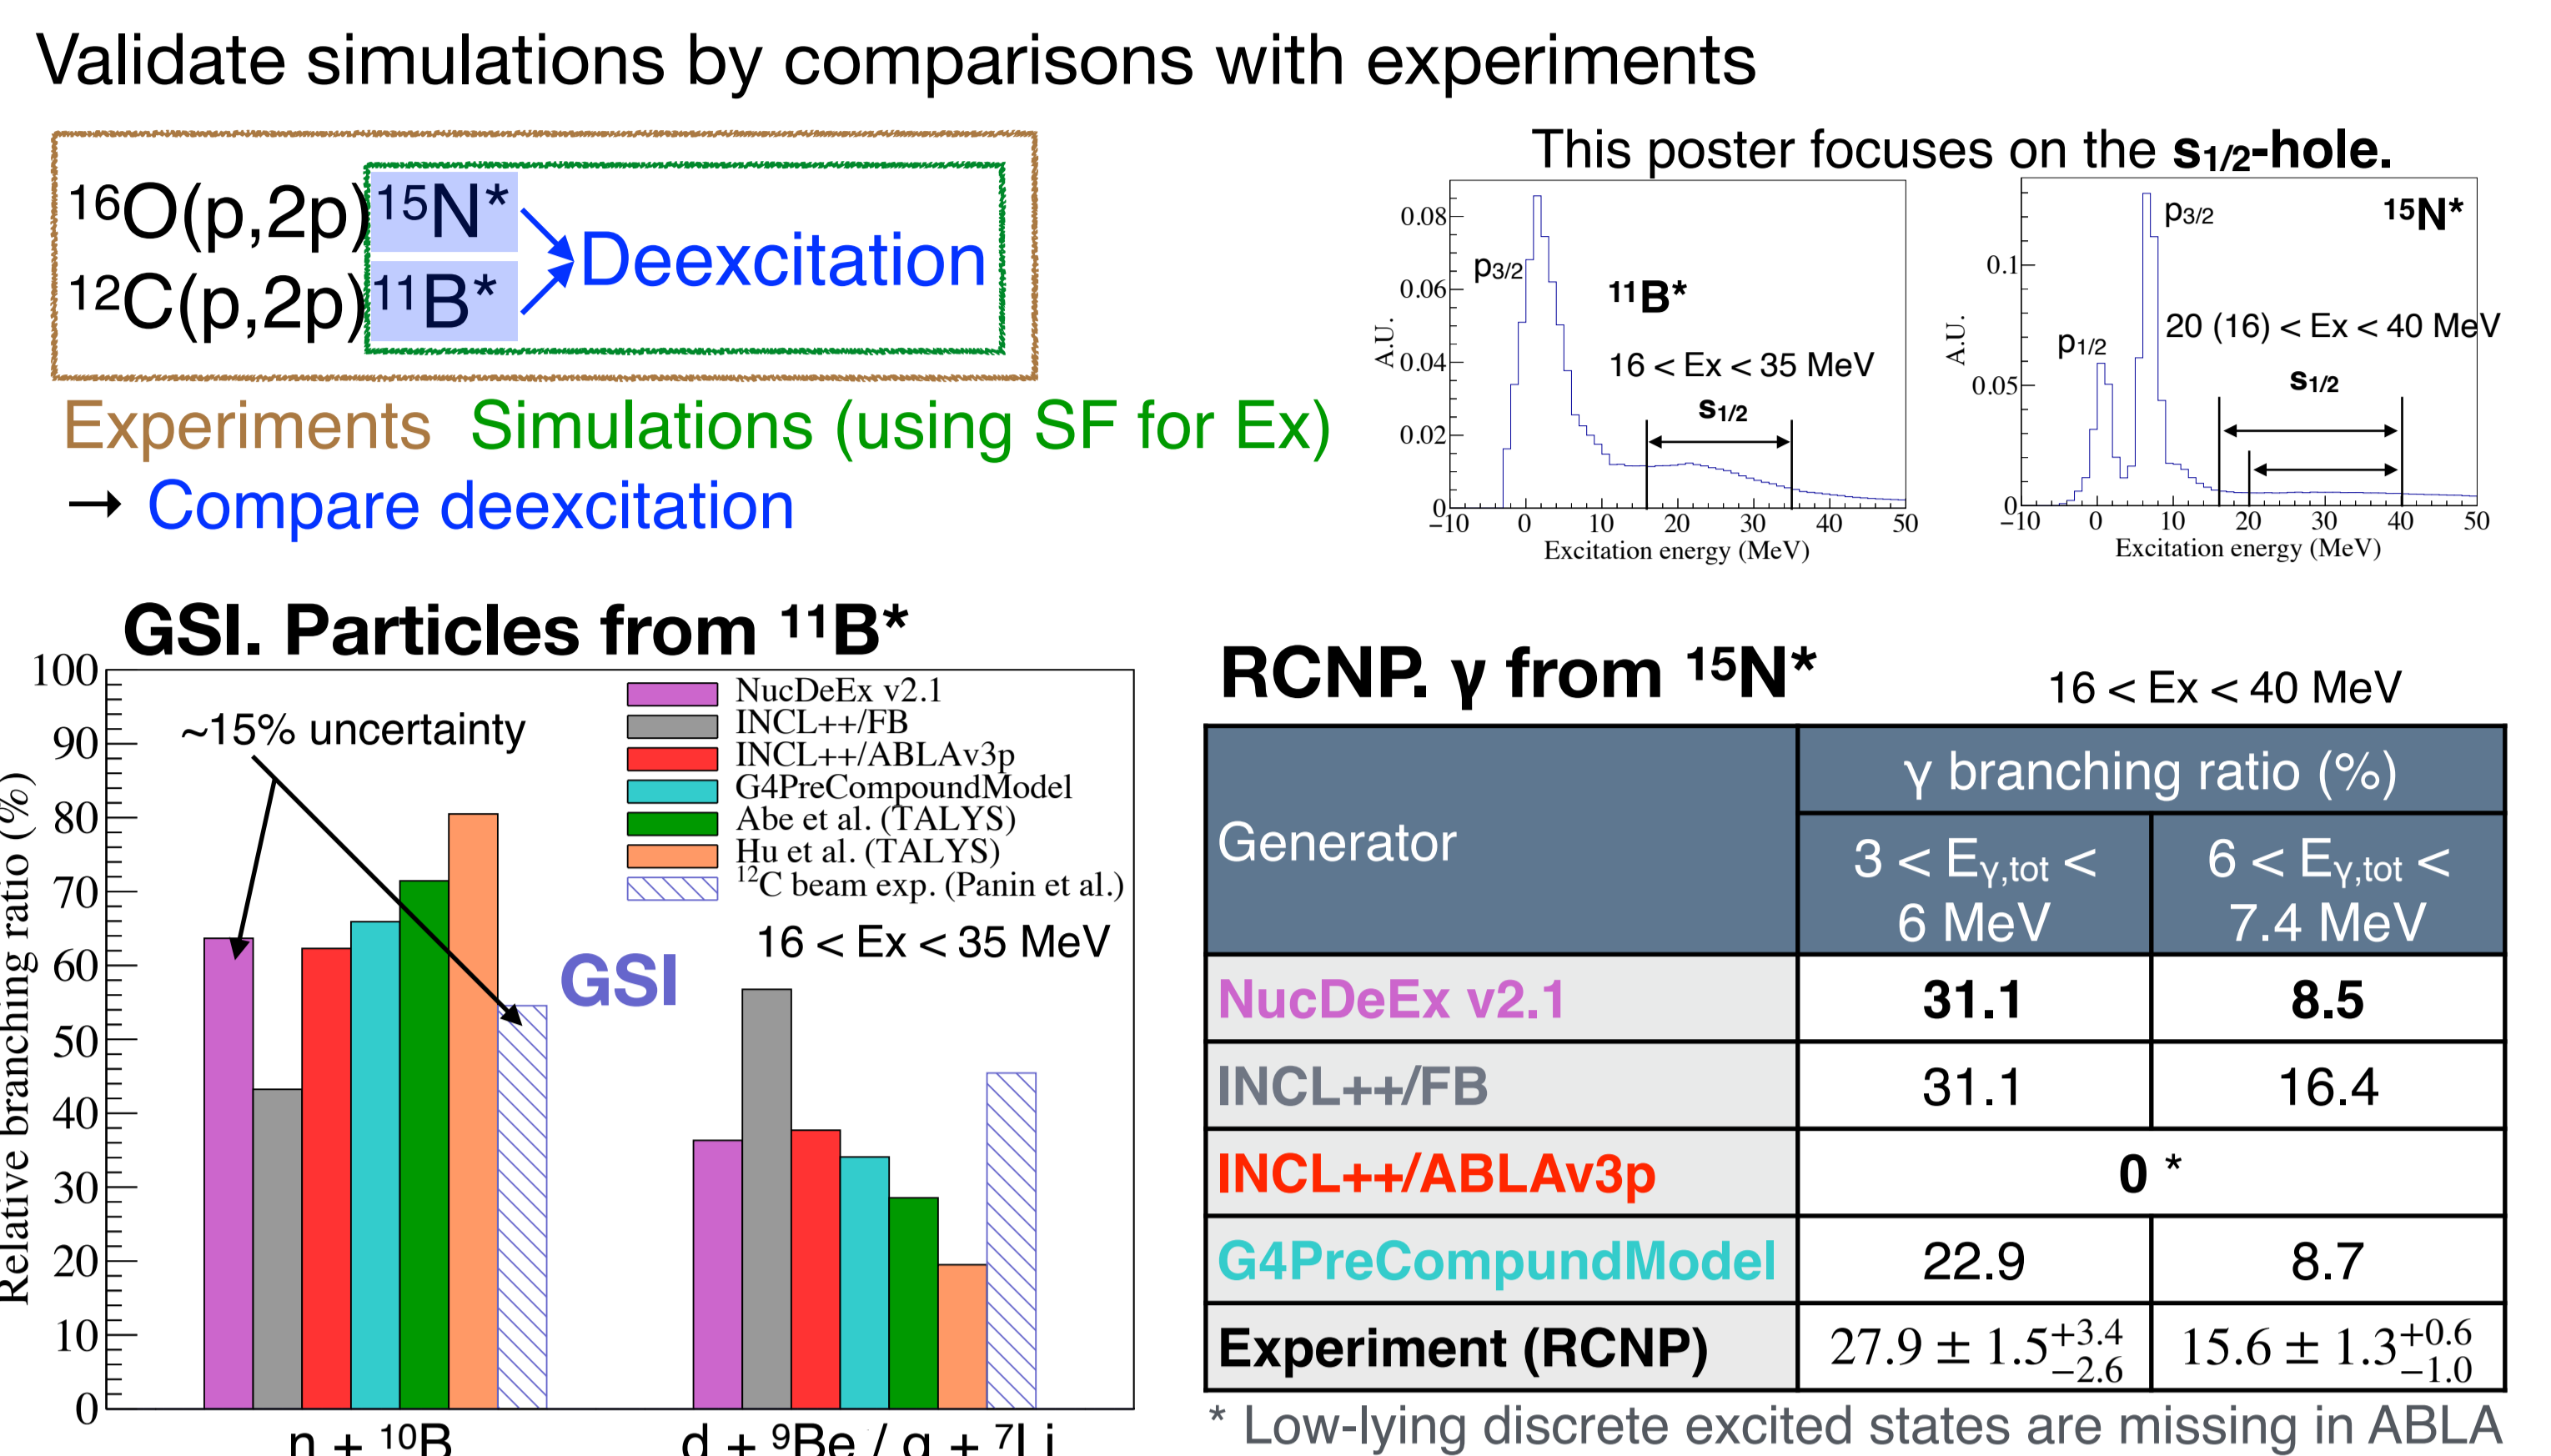 Validate simulations by comparisons with experiments
16O(p,2p)15N*
12C(p,2p)11B*
Deexcitation
Experiments Simulations (using SF for Ex)
→ Compare deexcitation
This poster focuses on the s1/2-hole.
0.08
0.06
0.04
0.02
0
A.U.
p3/2
11B*
16 < Ex < 35 MeV
s1/2
−10 0 10 20 30 40 50
Excitation energy (MeV)
0.1
0.05
0
A.U.
p1/2
p3/2
15N*
20 (16) < Ex < 40 MeV
s1/2
−10 0 10 20 30 40 50
Excitation energy (MeV)
GSI. Particles from 11B*
Relative branching ratio (%)
100
90
80
70
60
50
40
30
20
10
0
~15% uncertainty
NucDeEx v2.1
INCL++/FB
INCL++/ABLAv3p
G4PreCompoundModel
Abe et al. (TALYS)
Hu et al. (TALYS)
12C beam exp. (Panin et al.)
16 < Ex < 35 MeV
GSI
n + 10B
d + 9Be / α + 7Li
RCNP. γ from 15N*
16 < Ex < 40 MeV
Generator
γ branching ratio (%)
3 < Eγ,tot <
6 MeV
6 < Eγ,tot <
7.4 MeV
NucDeEx v2.1 31.1 8.5
INCL++/FB 31.1 16.4
INCL++/ABLAv3p 0 *
G4PreCompundModel 22.9 8.7
Experiment (RCNP) 27.9 ± 1.5 +3.4 −2.6 15.6 ± 1.3 +0.6 −1.0
* Low-lying discrete excited states are missing in ABLA